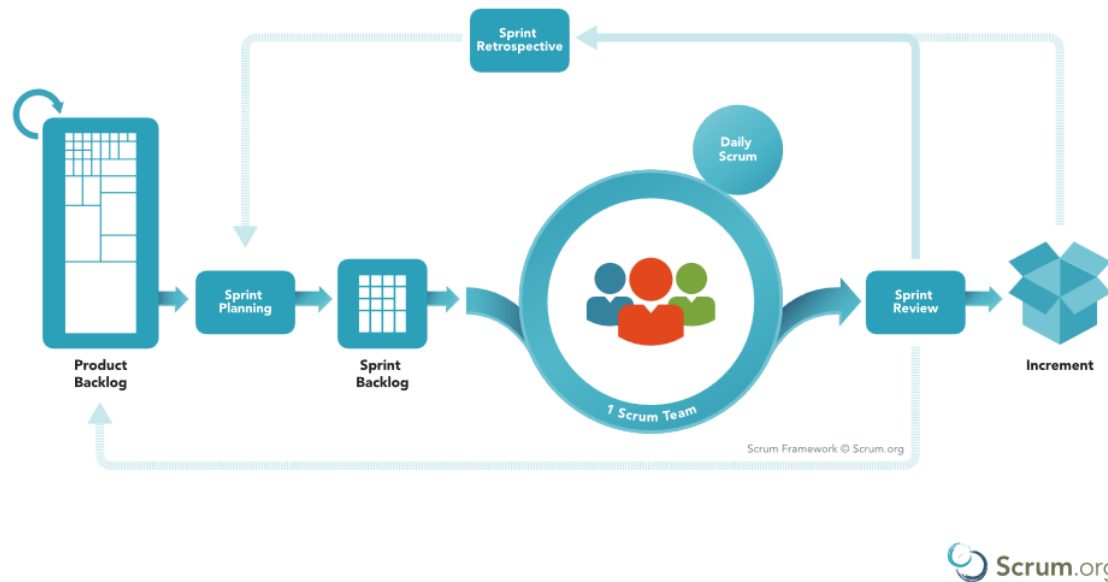 Sprint
Retrospective
Daily
Scrum
Sprint
Planning
Sprint
Review
Product
Backlog
Sprint
Backlog
1 Scrum Team
Increment
Scrum Framework © Scrum.org
Scrum.org